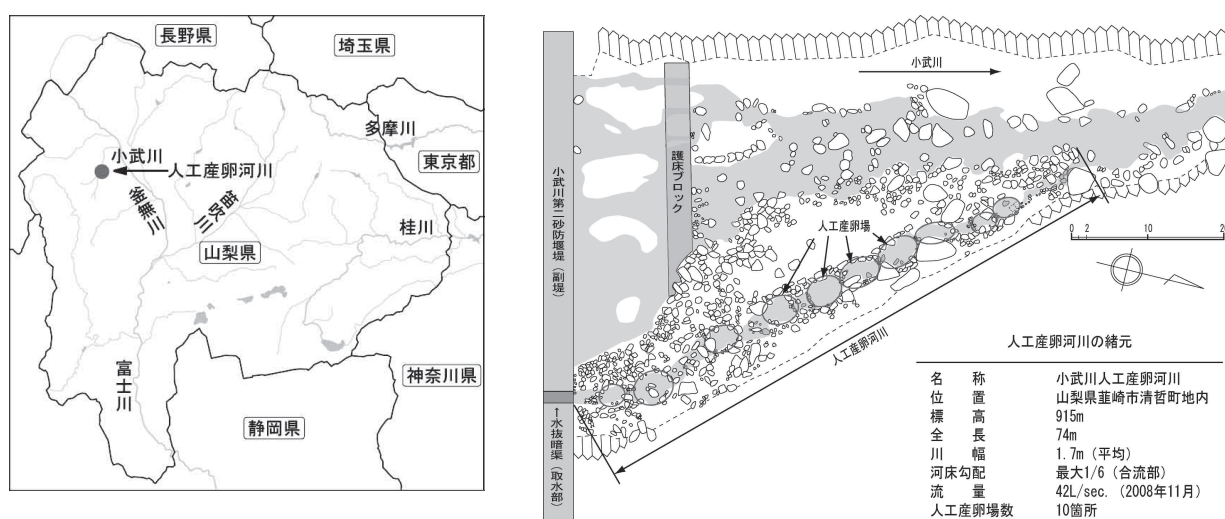 長野県
埼玉県
多摩川
小武川
人工産卵河川
東京都
釜無川
笛吹川
桂川
山梨県
富士川
神奈川県
静岡県
小武川
護床ブロック
小武川第二砂防堰堤（副堤）
人工産卵場
人工産卵河川
↑水抜暗渠（取水部）
0 2 10 20
人工産卵河川の緒元
名 称 小武川人工産卵河川
位 置 山梨県韮崎市清哲町地内
標 高 915m
全 長 74m
川 幅 1.7m（平均）
河床勾配 最大1/6（合流部）
流 量 42L/sec.（2008年11月）
人工産卵場数 10箇所